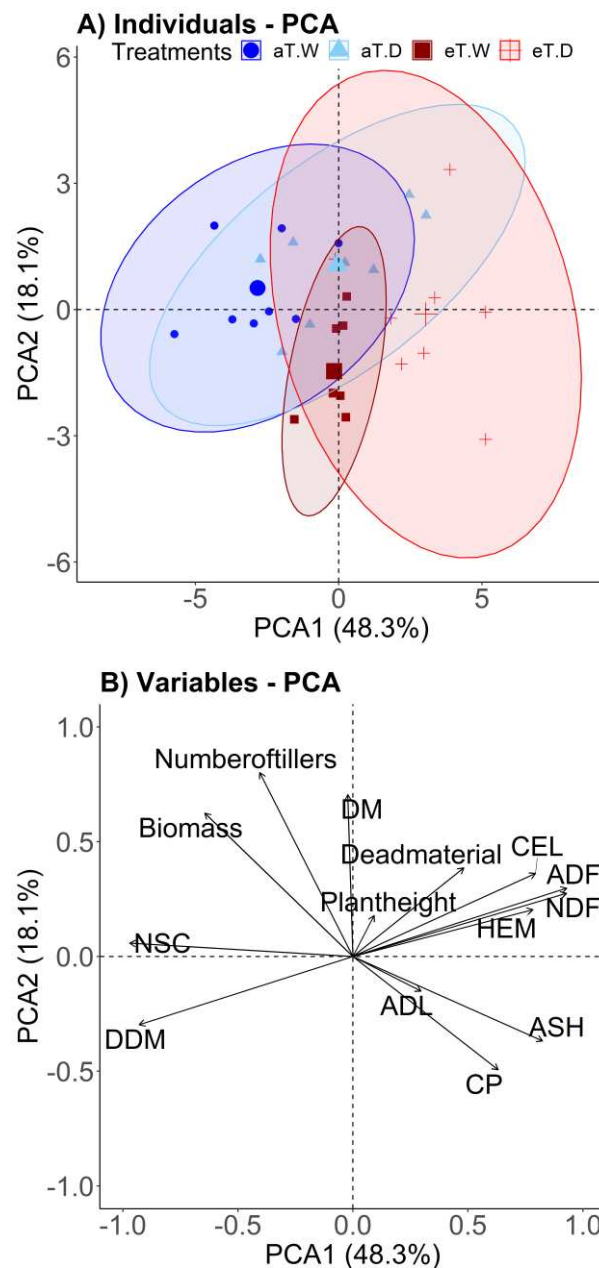 A) Individuals - PCA
Treatments aT.W aT.D eT.W eT.D
6
3
0
-3
-6
PCA2 (18.1%)
-5 0 5
PCA1 (48.3%)
B) Variables - PCA
1.0
0.5
0.0
-0.5
-1.0
PCA2 (18.1%)
Numberoftillers
DM
Biomass
Deadmaterial
CEL
ADF
Plantheight
NDF
HEM
NSC
ADL
DDM
ASH
CP
-1.0 -0.5 0.0 0.5 1.0
PCA1 (48.3%)